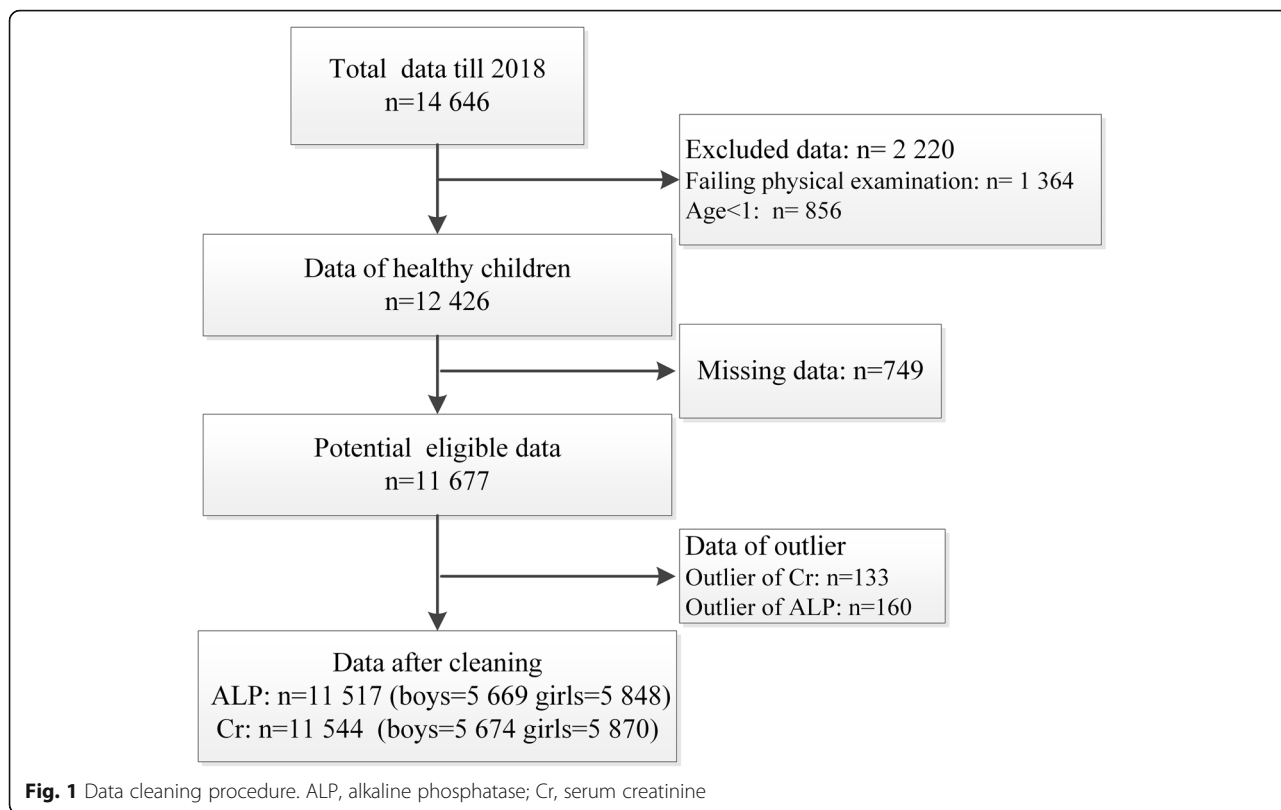 Total data till 2018
n=14 646
Excluded data: n= 2 220
Failing physical examination: n= 1 364
Age<1: n= 856
Data of healthy children
n=12 426
Missing data: n=749
Potential eligible data
n=11 677
Data of outlier
Outlier of Cr: n=133
Outlier of ALP: n=160
Data after cleaning
ALP: n=11 517 (boys=5 669 girls=5 848)
Cr: n=11 544 (boys=5 674 girls=5 870)
Fig. 1 Data cleaning procedure. ALP, alkaline phosphatase; Cr, serum creatinine